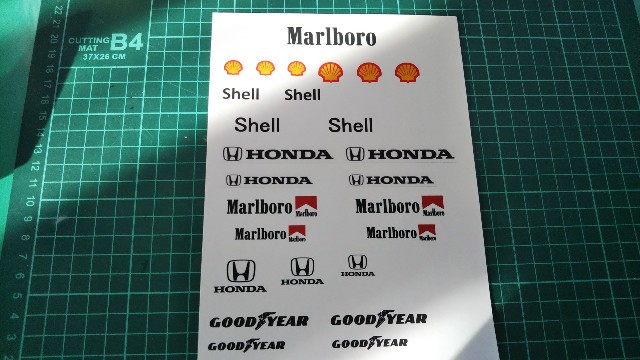 CUTTING MAT B4
37X26 CM
Marlboro
Shell Shell
Shell Shell
HONDA HONDA
HONDA HONDA
Marlboro Marlboro Marlboro Marlboro
Marlboro Marlboro Marlboro Marlboro
HONDA HONDA HONDA
GOODYEAR GOODYEAR
GOODYEAR GOODYEAR